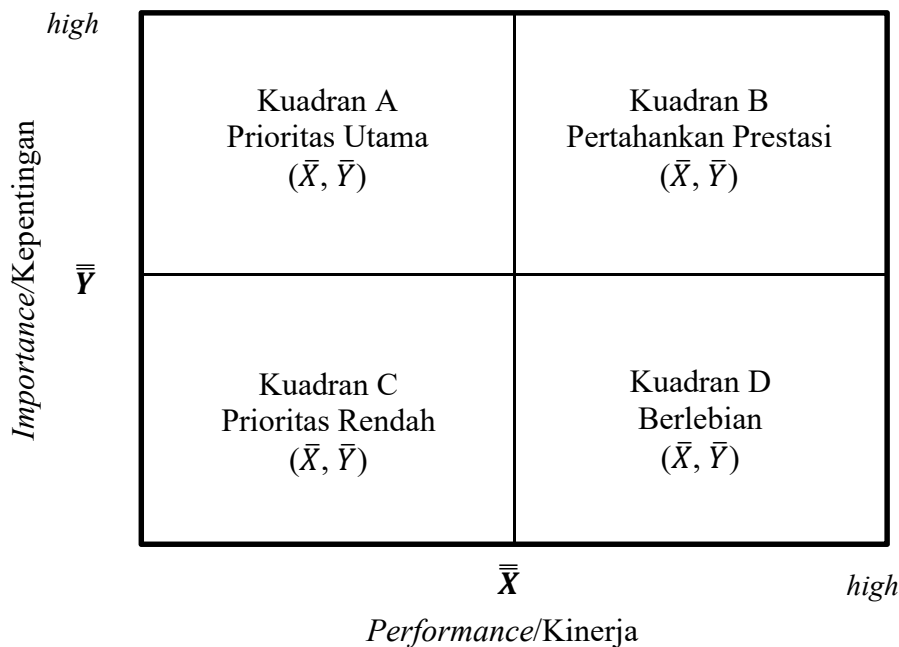 high
Kuadran A
Prioritas Utama
(X̅, Y̅)
Kuadran B
Pertahankan Prestasi
(X̅, Y̅)
Importance/Kepentingan
Y̿
Kuadran C
Prioritas Rendah
(X̅, Y̅)
Kuadran D
Berlebian
(X̅, Y̅)
X̿
high
Performance/Kinerja